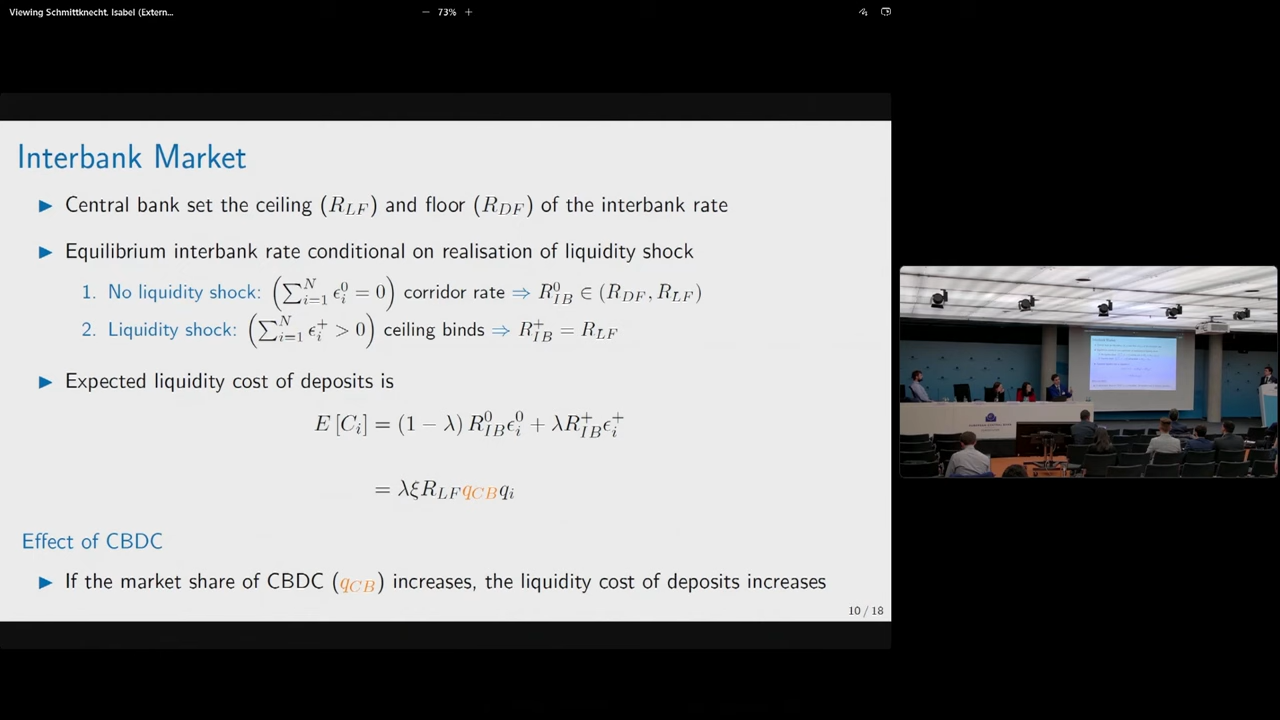 Viewing Schmittknecht, Isabel (Extern...
− 73% +
Interbank Market
▶ Central bank set the ceiling (R_{LF}) and floor (R_{DF}) of the interbank rate
▶ Equilibrium interbank rate conditional on realisation of liquidity shock
1. No liquidity shock: (∑_{i=1}^{N} ϵ_i^0 = 0) corridor rate ⇒ R_{IB}^0 ∈ (R_{DF}, R_{LF})
2. Liquidity shock: (∑_{i=1}^{N} ϵ_i^+ > 0) ceiling binds ⇒ R_{IB}^+ = R_{LF}
▶ Expected liquidity cost of deposits is
E [C_i] = (1 − λ) R_{IB}^0 ϵ_i^0 + λR_{IB}^+ ϵ_i^+
= λξR_{LF}q_{CB}q_i
Effect of CBDC
▶ If the market share of CBDC (q_{CB}) increases, the liquidity cost of deposits increases
10 / 18
EUROPEAN CENTRAL BANK